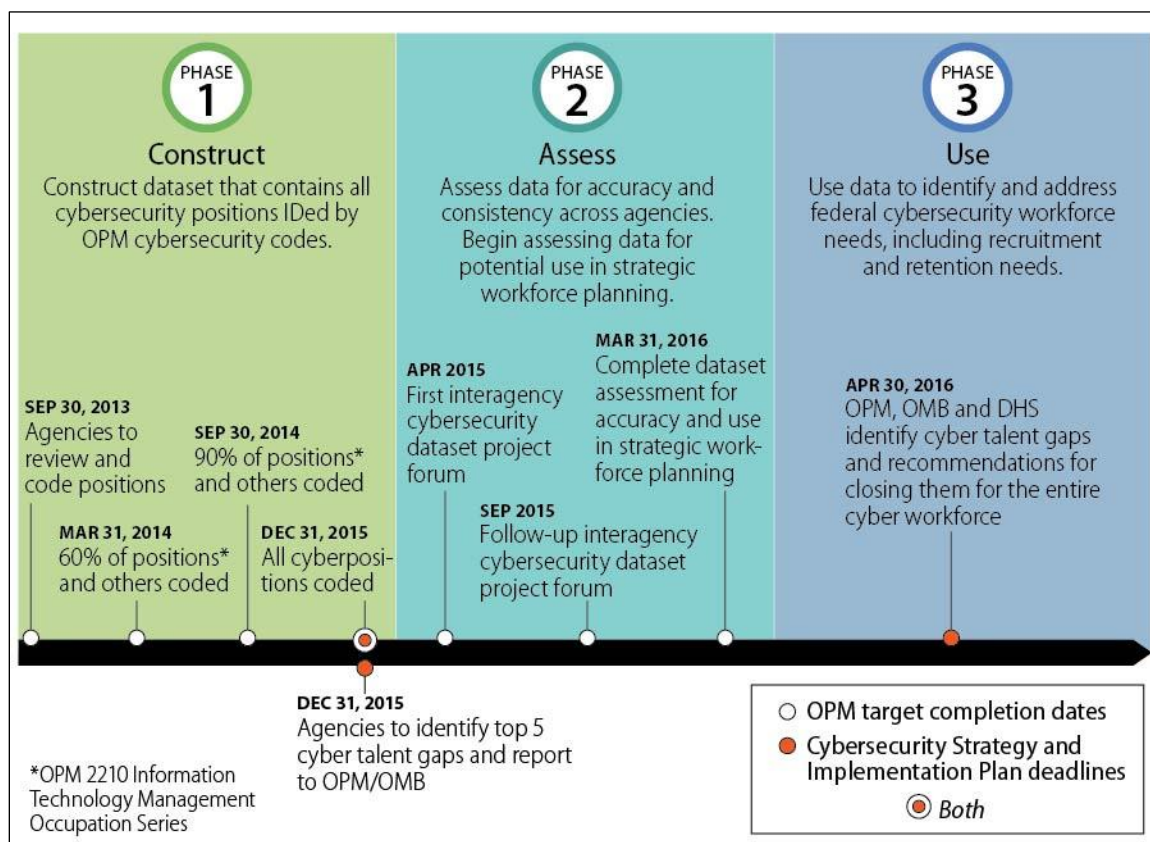 PHASE
1
Construct
Construct dataset that contains all
cybersecurity positions IDed by
OPM cybersecurity codes.
PHASE
2
Assess
Assess data for accuracy and
consistency across agencies.
Begin assessing data for
potential use in strategic
workforce planning.
PHASE
3
Use
Use data to identify and address
federal cybersecurity workforce
needs, including recruitment
and retention needs.
SEP 30, 2013
Agencies to
review and
code positions
MAR 31, 2014
60% of positions*
and others coded
SEP 30, 2014
90% of positions*
and others coded
DEC 31, 2015
All cyberposi-
tions coded
APR 2015
First interagency
cybersecurity
dataset project
forum
SEP 2015
Follow-up interagency
cybersecurity dataset
project forum
MAR 31, 2016
Complete dataset
assessment for
accuracy and use
in strategic work-
force planning
APR 30, 2016
OPM, OMB and DHS
identify cyber talent gaps
and recommendations for
closing them for the entire
cyber workforce
DEC 31, 2015
Agencies to identify top 5
cyber talent gaps and report
to OPM/OMB
*OPM 2210 Information
Technology Management
Occupation Series
OPM target completion dates
Cybersecurity Strategy and
Implementation Plan deadlines
Both